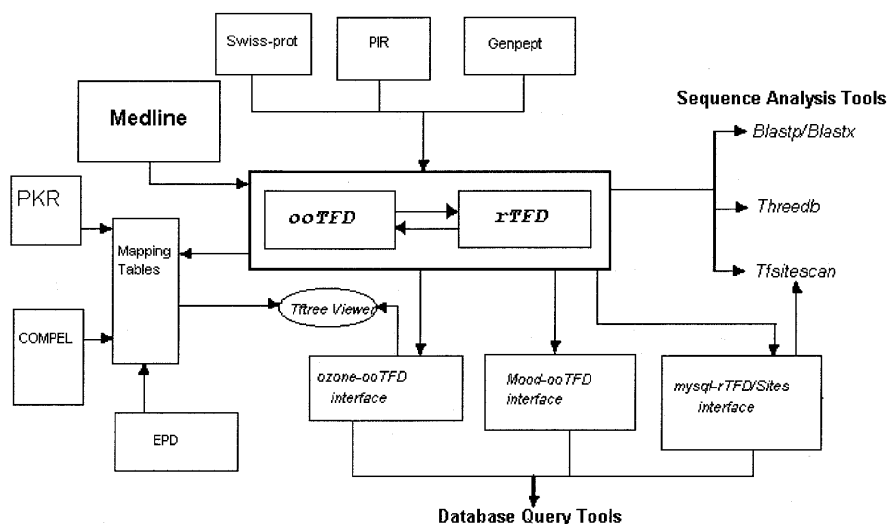 Swiss-prot
PIR
Genpept
Medline
Sequence Analysis Tools
Blastp/Blastx
PKR
ooTFD
rTFD
Threedb
Mapping
Tables
Tfsitescan
Tftree Viewer
COMPEL
ozone-ooTFD
interface
Mood-ooTFD
interface
mysql-rTFD/Sites
interface
EPD
Database Query Tools